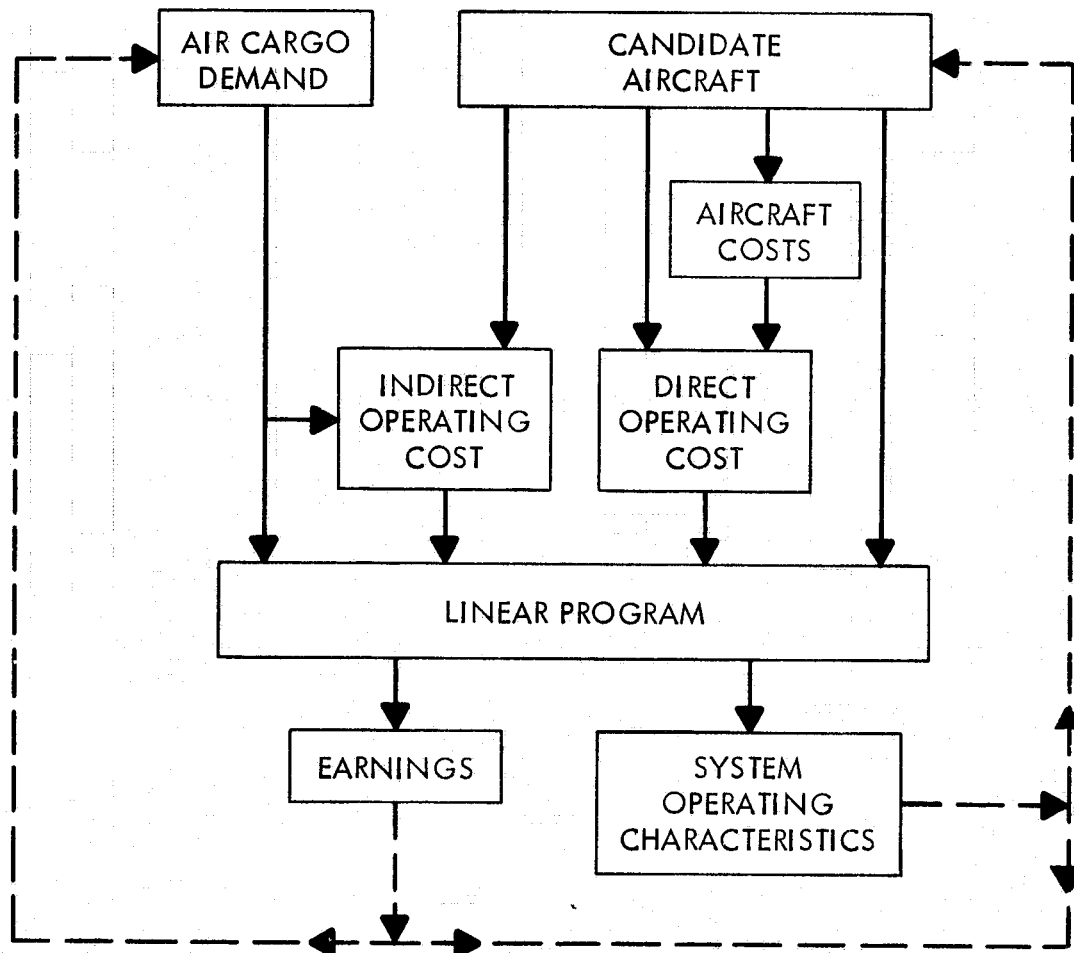 AIR CARGO
DEMAND
CANDIDATE
AIRCRAFT
AIRCRAFT
COSTS
INDIRECT
OPERATING
COST
DIRECT
OPERATING
COST
LINEAR PROGRAM
EARNINGS
SYSTEM
OPERATING
CHARACTERISTICS